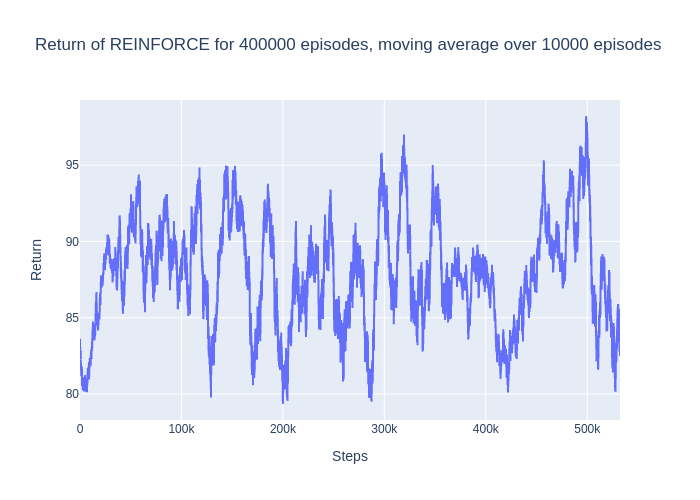 Return of REINFORCE for 400000 episodes, moving average over 10000 episodes
95
90
85
80
Return
0 100k 200k 300k 400k 500k
Steps